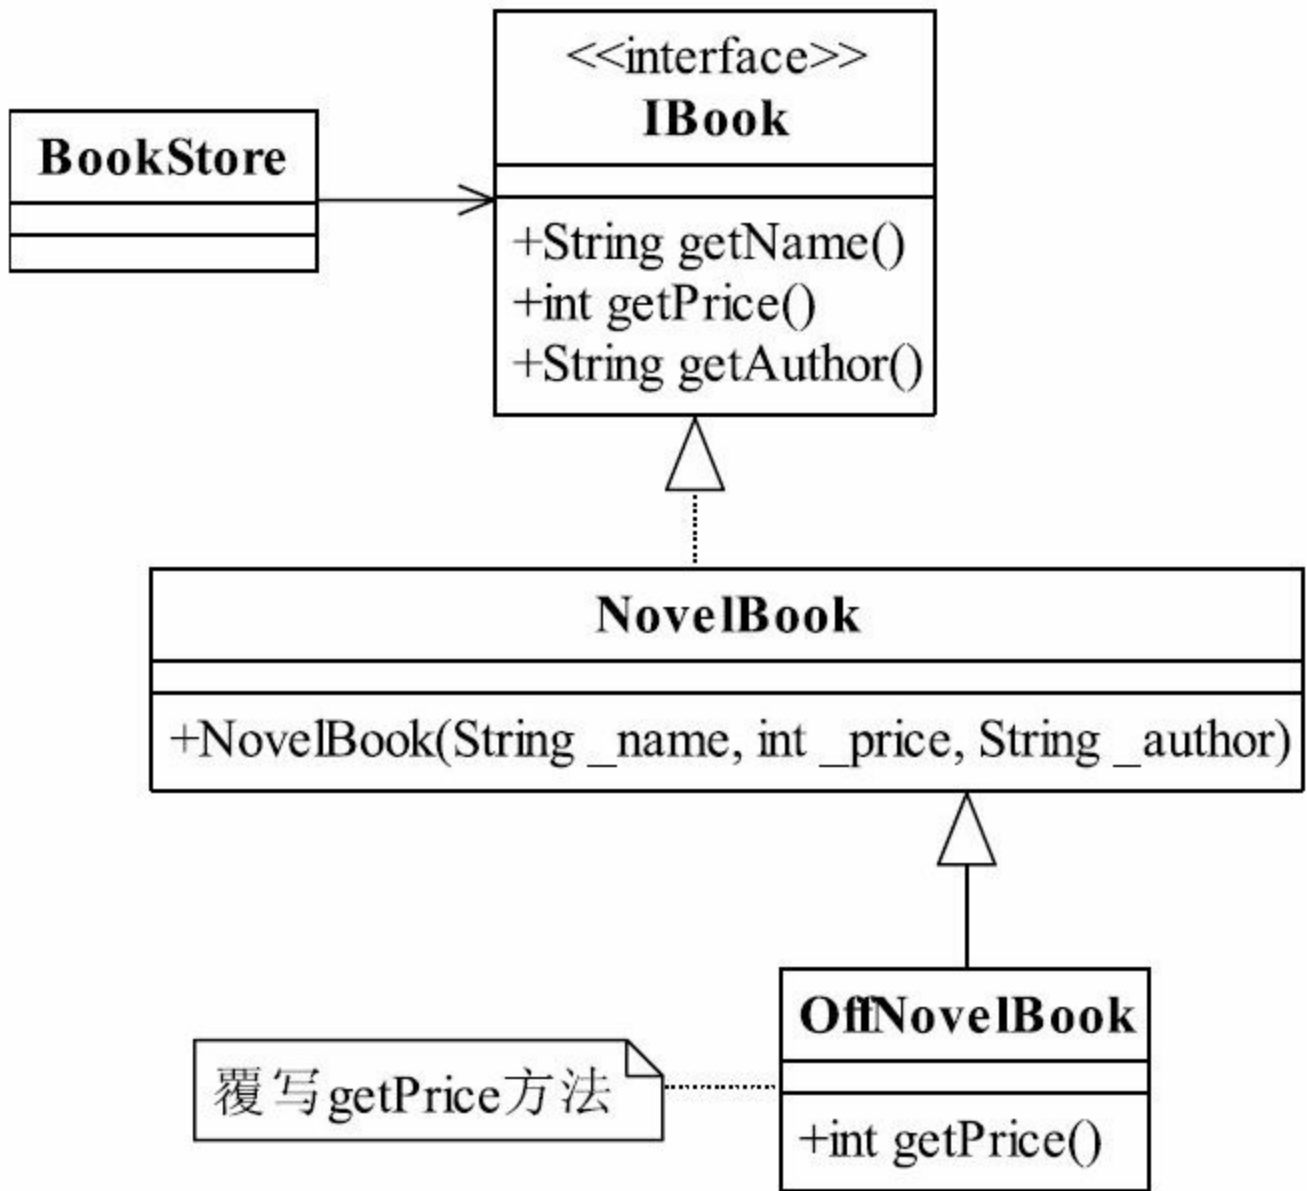 <<interface>>
IBook
BookStore
+String getName()
+int getPrice()
+String getAuthor()
NovelBook
+NovelBook(String _name, int _price, String _author)
OffNovelBook
覆写getPrice方法
+int getPrice()